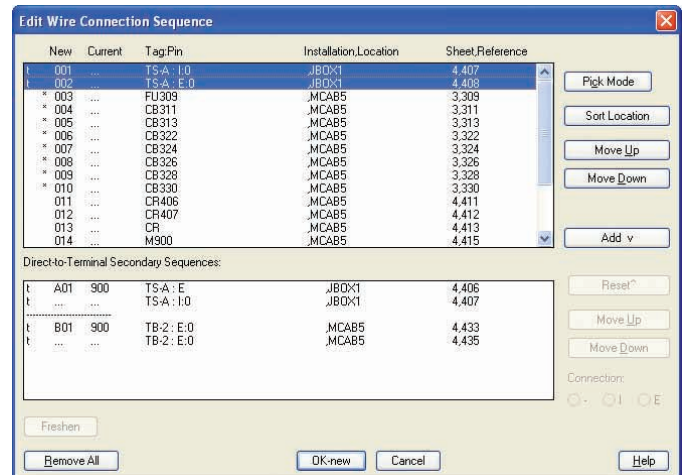 Edit Wire Connection Sequence
New Current Tag:Pin Installation,Location Sheet,Reference
t 001 ... TS-A : I:0 ,JBOX1 4,407
t 002 ... TS-A : E:0 ,JBOX1 4,408
* 003 ... FU309 ,MCAB5 3,309
* 004 ... CB311 ,MCAB5 3,311
* 005 ... CB313 ,MCAB5 3,313
* 006 ... CB322 ,MCAB5 3,322
* 007 ... CB324 ,MCAB5 3,324
* 008 ... CB326 ,MCAB5 3,326
* 009 ... CB328 ,MCAB5 3,328
* 010 ... CB330 ,MCAB5 3,330
011 ... CR406 ,MCAB5 4,411
012 ... CR407 ,MCAB5 4,412
013 ... CR ,MCAB5 4,413
014 ... M900 ,MCAB5 4,415
Pick Mode
Sort Location
Move Up
Move Down
Add v
Direct-to-Terminal Secondary Sequences:
t A01 900 TS-A : E ,JBOX1 4,406
t ... ... TS-A : I:0 ,JBOX1 4,407
--------------------
t B01 900 TB-2 : E:0 ,MCAB5 4,433
t ... ... TB-2 : E:0 ,MCAB5 4,435
Reset^
Move Up
Move Down
Connection:
- I E
Freshen
Remove All OK-new Cancel Help